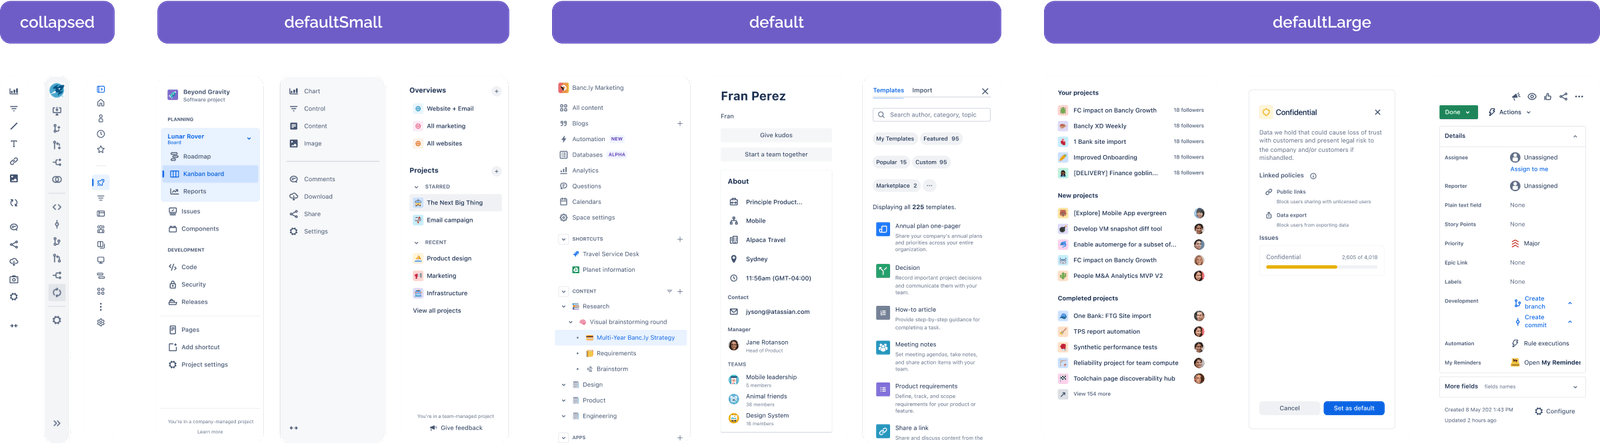 collapsed
defaultSmall
default
defaultLarge
Beyond Gravity
Software project
PLANNING
Lunar Rover
Board
Roadmap
Kanban board
Reports
Issues
Components
DEVELOPMENT
Code
Security
Releases
Pages
Add shortcut
Project settings
You're in a company-managed project
Learn more
Chart
Control
Content
Image
Comments
Download
Share
Settings
Overviews
Website + Email
All marketing
All websites
Projects
STARRED
The Next Big Thing
Email campaign
RECENT
Product design
Marketing
Infrastructure
View all projects
You're in a team-managed project
Give feedback
Banc.ly Marketing
All content
Blogs
Automation NEW
Databases ALPHA
Analytics
Questions
Calendars
Space settings
SHORTCUTS
Travel Service Desk
Planet information
CONTENT
Research
Visual brainstorming round
Multi-Year Banc.ly Strategy
Requirements
Brainstorm
Design
Product
Engineering
APPS
Fran Perez
Fran
Give kudos
Start a team together
About
Principle Product...
Mobile
Alpaca Travel
Sydney
11:56am (GMT-04:00)
Contact
jysong@atassian.com
Manager
Jane Rotanson
Head of Product
TEAMS
Mobile leadership
5 members
Animal friends
36 members
Design System
16 members
Templates Import
Search author, category, topic
My Templates Featured 95
Popular 15 Custom 95
Marketplace 2 ...
Displaying all 225 templates.
Annual plan one-pager
Share your company's annual plans
and priorities across your entire
organization.
Decision
Record important project decisions
and communicate them with your
team.
How-to article
Provide step-by-step guidance for
completing a task.
Meeting notes
Set meeting agendas, take notes,
and share action items with your
team.
Product requirements
Define, track, and scope
requirements for your product or
feature.
Share a link
Share and discuss content from the
Your projects
FC impact on Bancly Growth 18 followers
Bancly XD Weekly 18 followers
1 Bank site import 18 followers
Improved Onboarding 18 followers
[DELIVERY] Finance goblin... 18 followers
New projects
[Explore] Mobile App evergreen
Develop VM snapshot diff tool
Enable automerge for a subset of...
FC impact on Bancly Growth
People M&A Analytics MVP V2
Completed projects
One Bank: FTG Site import
TPS report automation
Synthetic performance tests
Reliability project for team compute
Toolchain page discoverability hub
View 154 more
Confidential
Data we hold that could cause loss of trust
with customers and present legal risk to
the company and/or customers if
mishandled.
Linked policies
Public links
Block users sharing with unlicensed users
Data export
Block users from exporting data
Issues
Confidential 2,605 of 4,018
Cancel Set as default
Done Actions
Details
Assignee Unassigned
Assign to me
Reporter Unassigned
Plain text field None
Story Points None
Priority Major
Epic Link None
Labels None
Development Create
branch
Create
commit
Automation Rule executions
My Reminders Open My Reminder
More fields fields names
Created 8 May 202 1:43 PM
Updated 2 hours ago
Configure